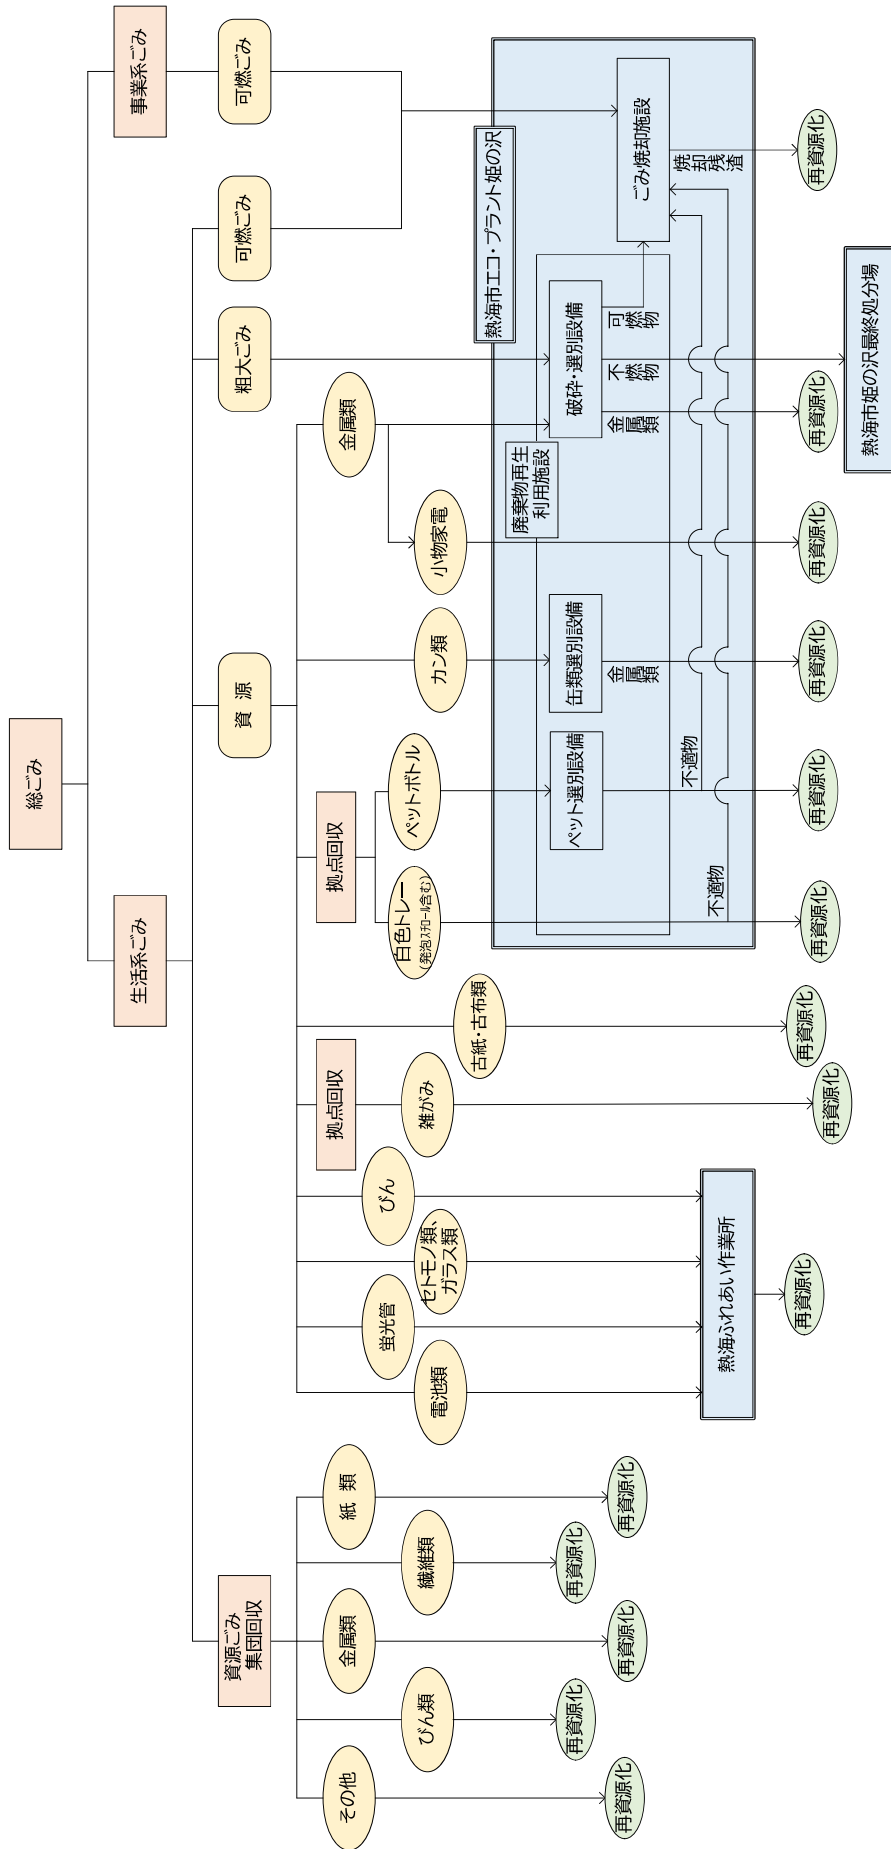 総ごみ
生活系ごみ
事業系ごみ
資源ごみ
集団回収
資　源
粗大ごみ
可燃ごみ
可燃ごみ
その他
びん類
金属類
繊維類
紙 類
再資源化
再資源化
再資源化
再資源化
再資源化
電池類
蛍光管
セトモノ類、
ガラス類
びん
熱海ふれあい作業所
再資源化
拠点回収
雑がみ
再資源化
古紙・古布類
再資源化
拠点回収
白色トレー
(発泡ｽﾁﾛｰﾙ含む)
ペットボトル
カン類
小物家電
金属類
熱海市エコ・プラント姫の沢
廃棄物再生
利用施設
ペット選別設備
缶類選別設備
破砕・選別設備
ごみ焼却施設
不適物
不適物
金属類
金属類
不燃物
可燃物
焼却残渣
再資源化
再資源化
再資源化
再資源化
再資源化
再資源化
熱海市姫の沢最終処分場